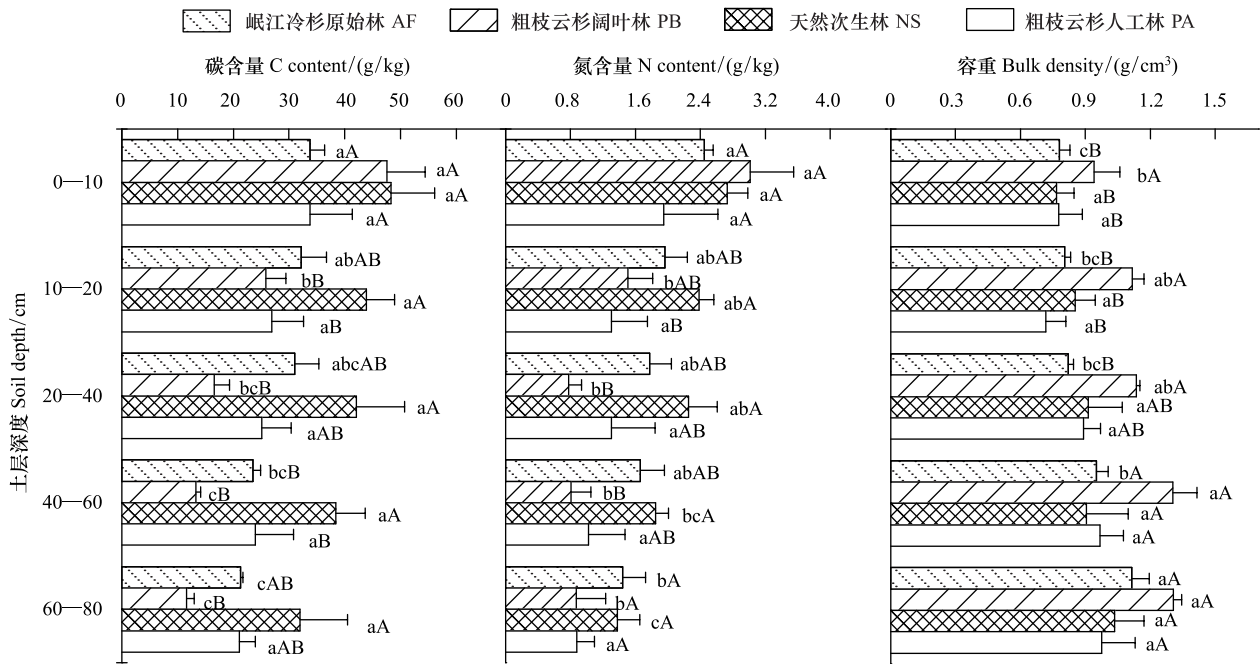 岷江冷杉原始林 AF 粗枝云杉阔叶林 PB 天然次生林 NS 粗枝云杉人工林 PA
碳含量 C content/(g/kg) 氮含量 N content/(g/kg) 容重 Bulk density/(g/cm³)
0 10 20 30 40 50 60 0 0.8 1.6 2.4 3.2 4.0 0 0.3 0.6 0.9 1.2 1.5
土层深度 Soil depth/cm
0—10
aA aA cB
aA aA bA
aA aA aB
aA aA aB
10—20
abAB abAB bcB
bB bAB abA
aA abA aB
aB aB aB
20—40
abcAB abAB bcB
bcB bB abA
aA abA aAB
aAB aAB aAB
40—60
bcB abAB bA
cB bB aA
aA bcA aA
aB aAB aA
60—80
cAB bA aA
cB bA aA
aA cA aA
aAB aA aA